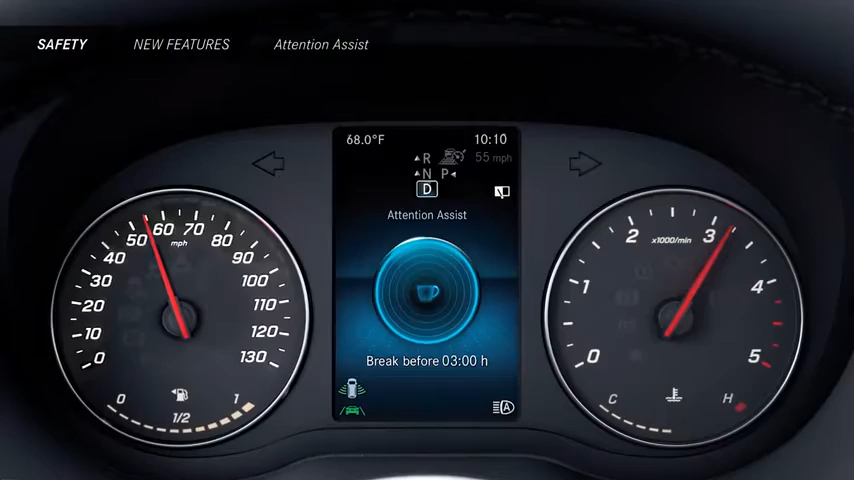 SAFETY NEW FEATURES Attention Assist
68.0°F 10:10
R 55 mph
N P
D
Attention Assist
Break before 03:00 h
0
10
20
30
40
50
60
70
80
90
100
110
120
130
mph
0 1/2 1
0
1
2
3
4
5
x1000/min
C H
A